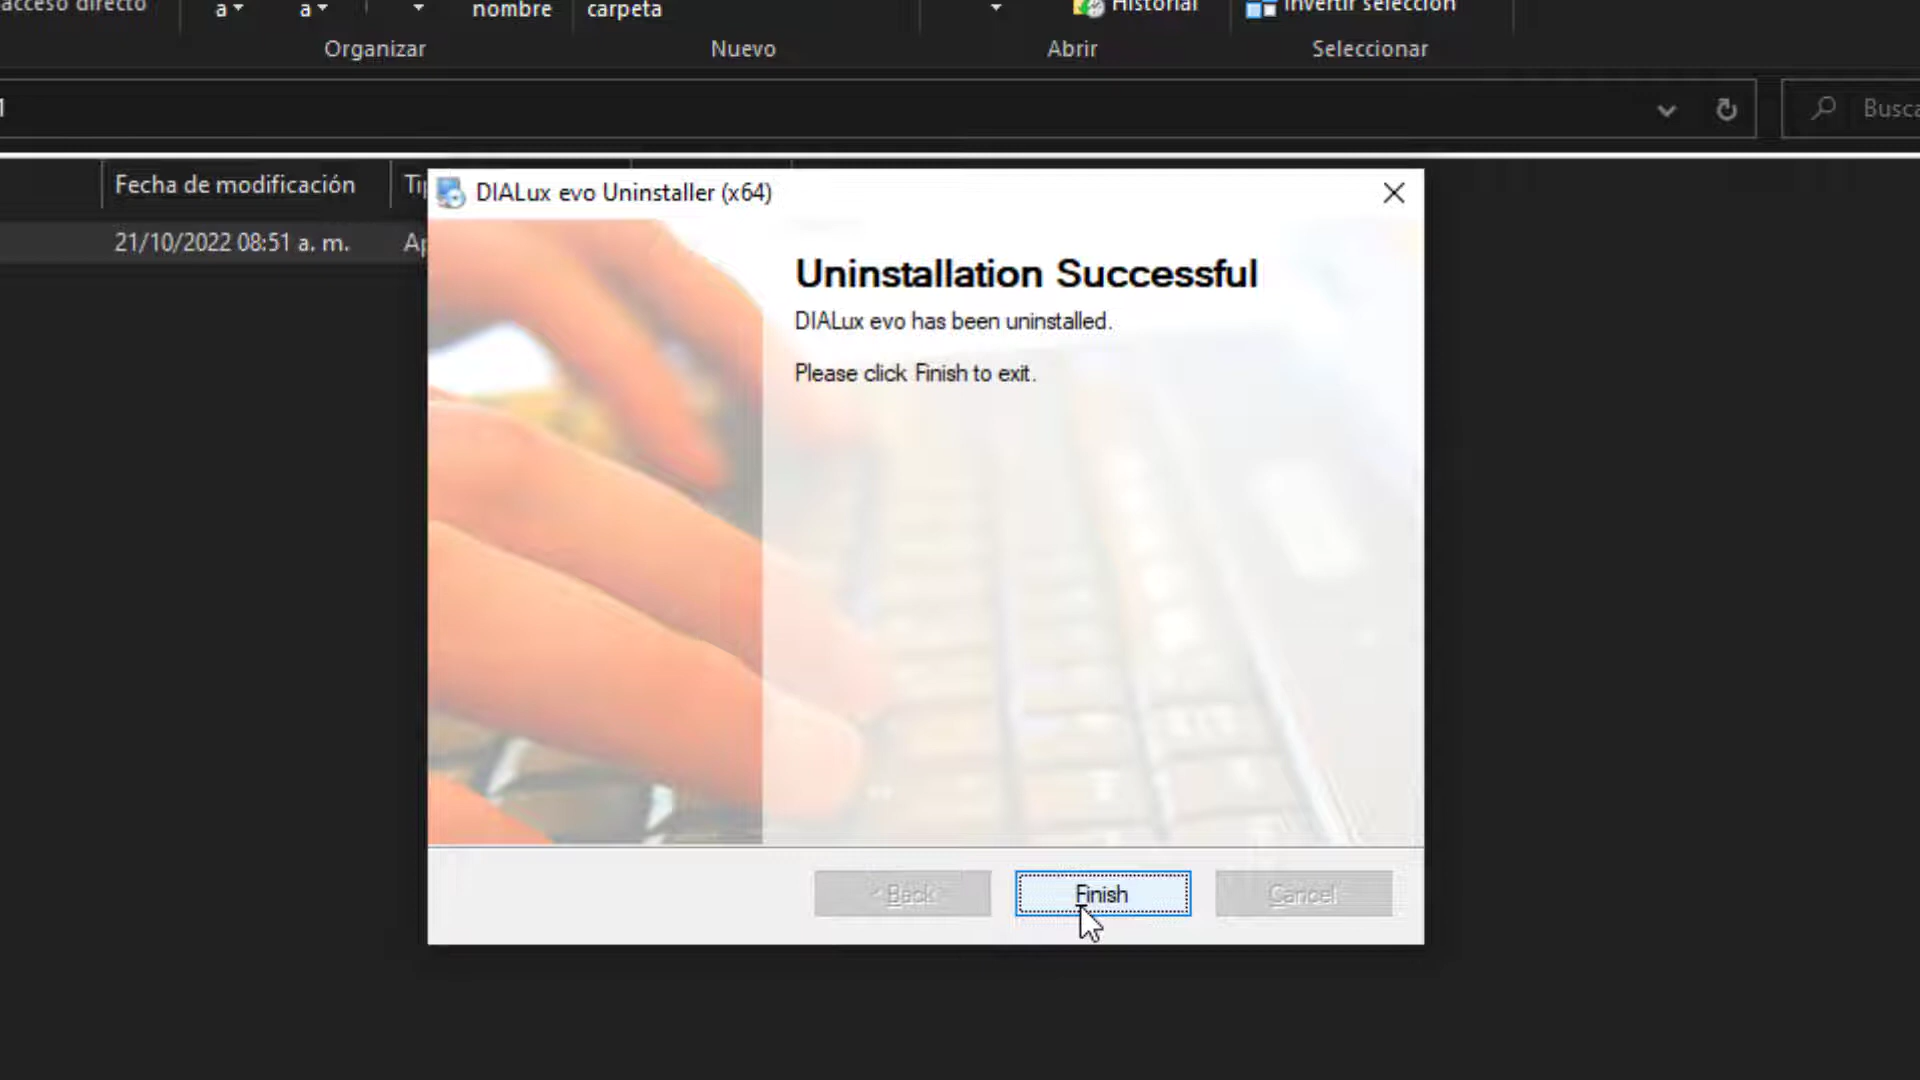 acceso directo
a
a
nombre
carpeta
Historial
Invertir selección
Organizar
Nuevo
Abrir
Seleccionar
Busca
Fecha de modificación
21/10/2022 08:51 a. m.
DIALux evo Uninstaller (x64)
Uninstallation Successful
DIALux evo has been uninstalled.
Please click Finish to exit.
< Back
Finish
Cancel